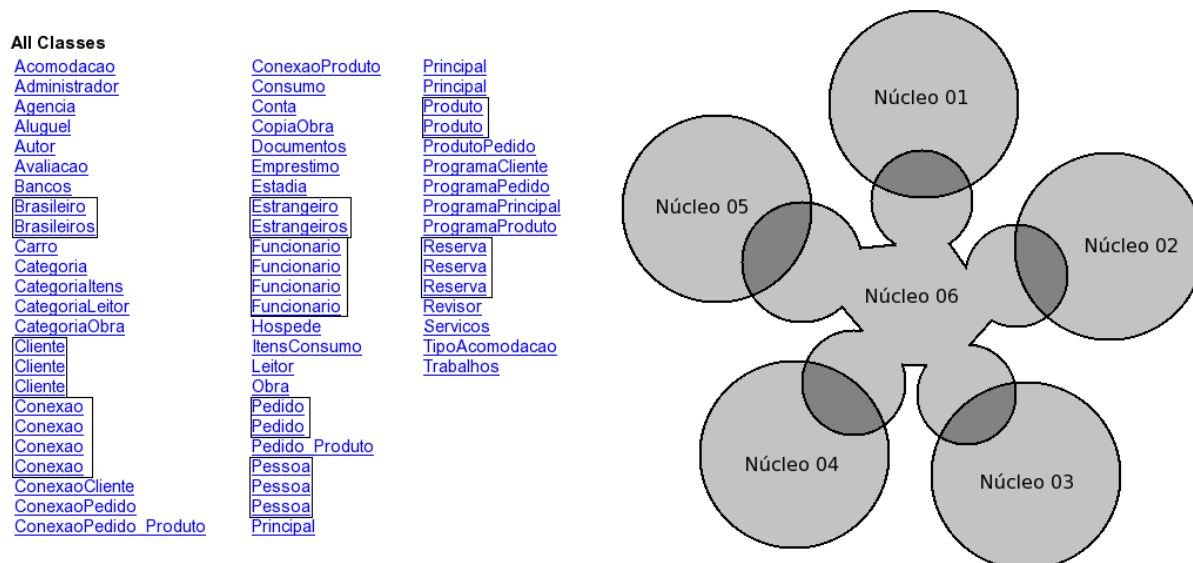 All Classes
Acomodacao
Administrador
Agencia
Aluguel
Autor
Avaliacao
Bancos
Brasileiro
Brasileiros
Carro
Categoria
CategoriaItens
CategoriaLeitor
CategoriaObra
Cliente
Cliente
Cliente
Conexao
Conexao
Conexao
Conexao
ConexaoCliente
ConexaoPedido
ConexaoPedido_Produto
ConexaoProduto
Consumo
Conta
CopiaObra
Documentos
Emprestimo
Estadia
Estrangeiro
Estrangeiros
Funcionario
Funcionario
Funcionario
Funcionario
Hospede
ItensConsumo
Leitor
Obra
Pedido
Pedido
Pedido_Produto
Pessoa
Pessoa
Pessoa
Principal
Principal
Principal
Produto
Produto
ProdutoPedido
ProgramaCliente
ProgramaPedido
ProgramaPrincipal
ProgramaProduto
Reserva
Reserva
Reserva
Revisor
Servicos
TipoAcomodacao
Trabalhos
Núcleo 01
Núcleo 05
Núcleo 02
Núcleo 06
Núcleo 04
Núcleo 03